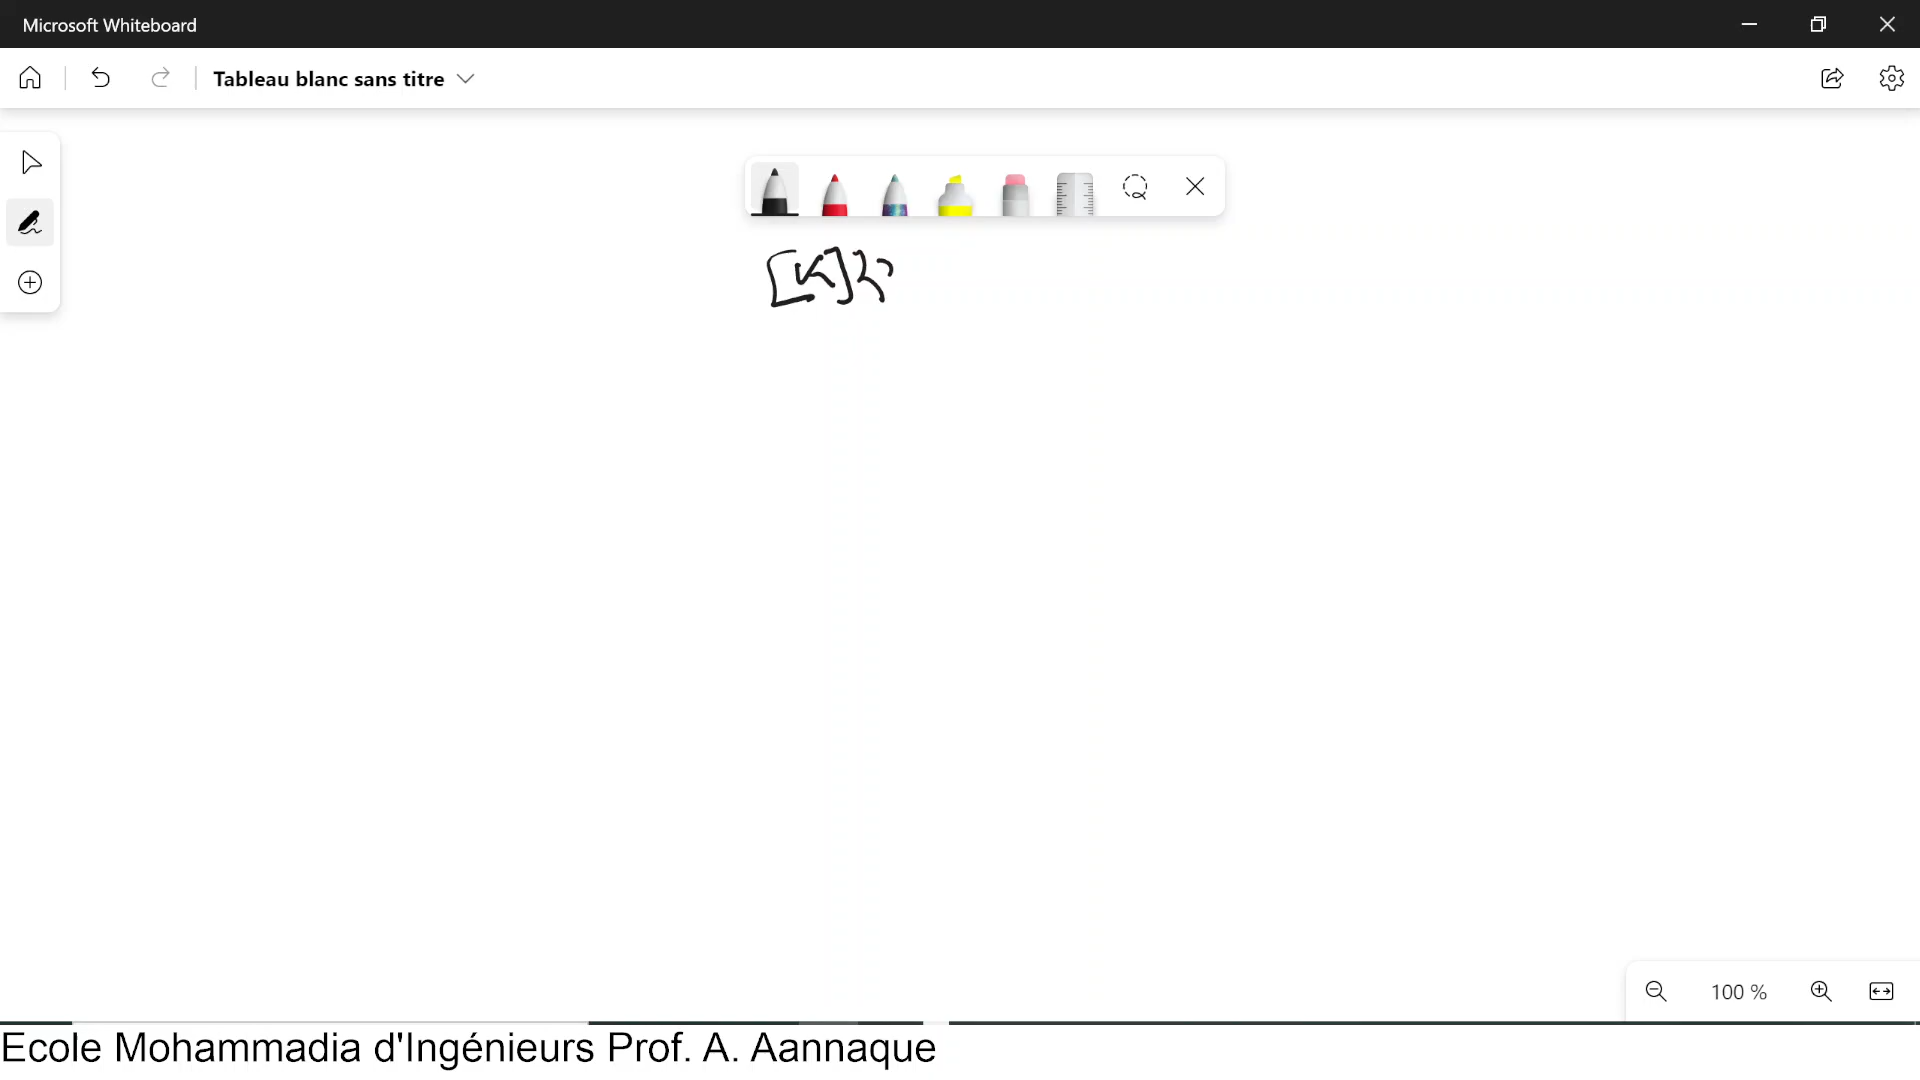 Microsoft Whiteboard
Tableau blanc sans titre
[K]
100 %
Ecole Mohammadia d'Ingénieurs Prof. A. Aannaque